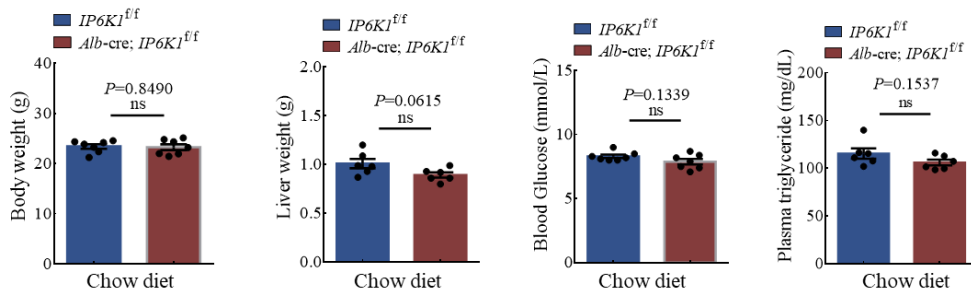 IP6K1f/f
Alb-cre; IP6K1f/f
Body weight (g)
40
30
20
10
0
P=0.8490
ns
Chow diet
IP6K1f/f
Alb-cre; IP6K1f/f
Liver weight (g)
2.0
1.5
1.0
0.5
0.0
P=0.0615
ns
Chow diet
IP6K1f/f
Alb-cre; IP6K1f/f
Blood Glucose (mmol/L)
15
10
5
0
P=0.1339
ns
Chow diet
IP6K1f/f
Alb-cre; IP6K1f/f
Plasma triglyceride (mg/dL)
200
150
100
50
0
P=0.1537
ns
Chow diet